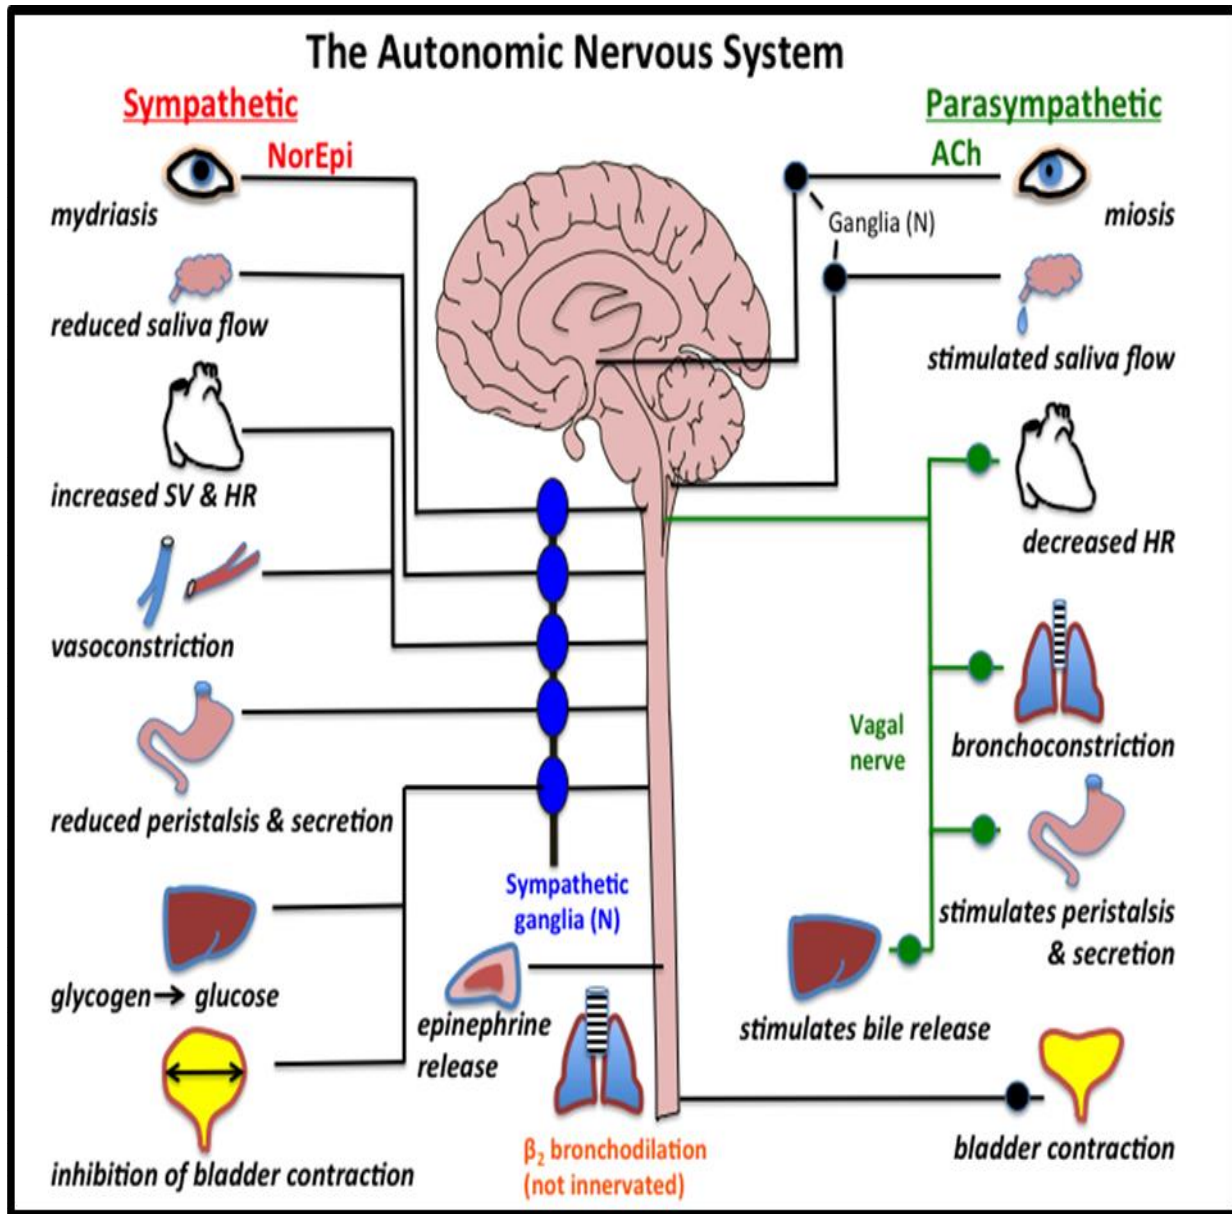 The Autonomic Nervous System
Sympathetic
NorEpi
mydriasis
reduced saliva flow
increased SV & HR
vasoconstriction
reduced peristalsis & secretion
glycogen → glucose
inhibition of bladder contraction
Sympathetic
ganglia (N)
epinephrine
release
β₂ bronchodilation
(not innervated)
Parasympathetic
ACh
Ganglia (N)
miosis
stimulated saliva flow
decreased HR
Vagal
nerve
bronchoconstriction
stimulates peristalsis
& secretion
stimulates bile release
bladder contraction